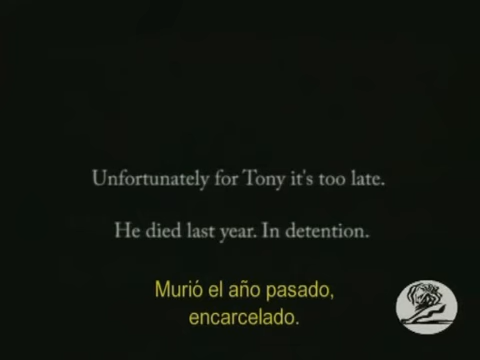 Unfortunately for Tony it's too late.
He died last year. In detention.
Murió el año pasado,
encarcelado.